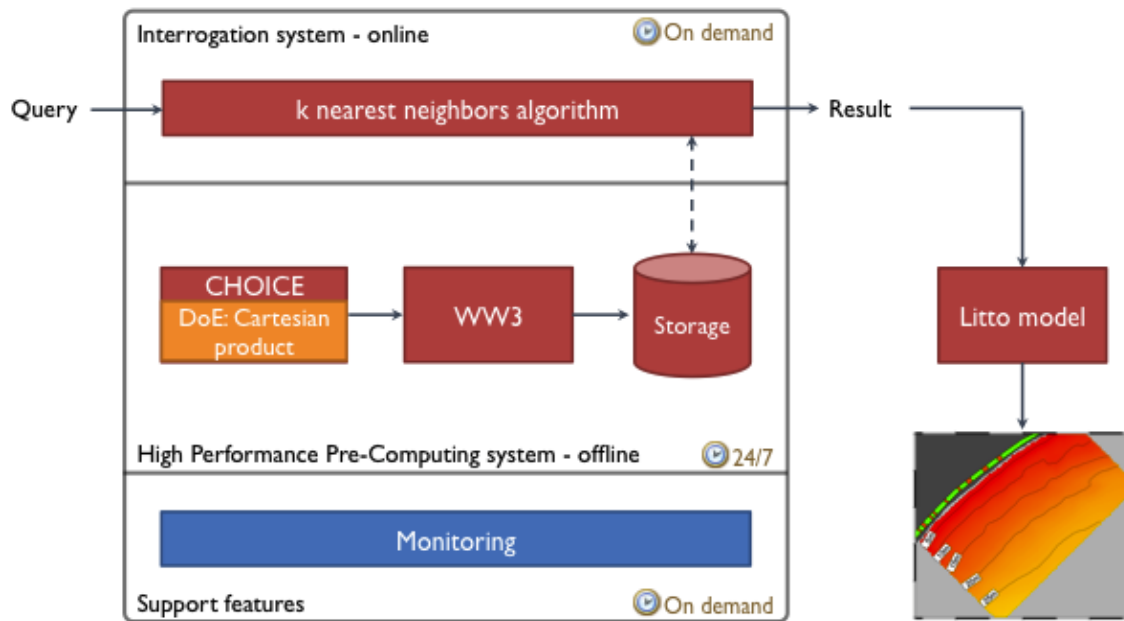 Interrogation system - online
On demand
Query
k nearest neighbors algorithm
Result
CHOICE
DoE: Cartesian
product
WW3
Storage
Litto model
High Performance Pre-Computing system - offline
24/7
Monitoring
Support features
On demand